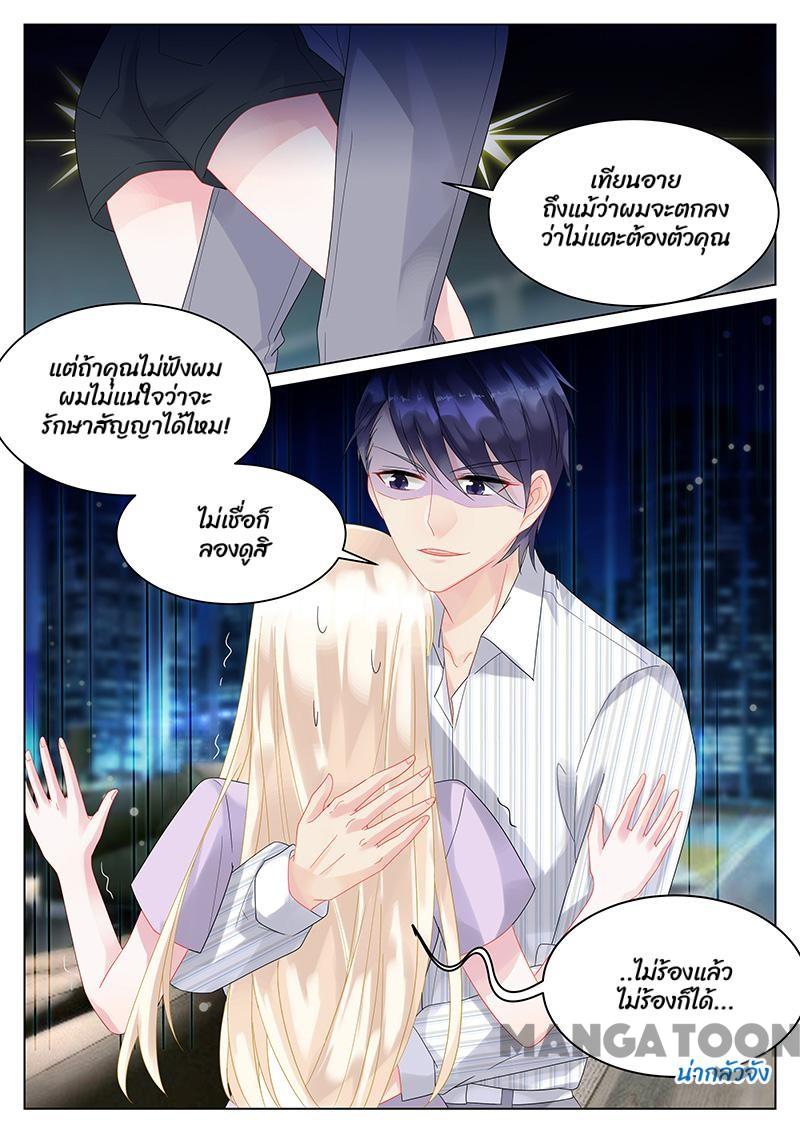 เทียนอาย
ถึงแม้ว่าผมจะตกลง
ว่าไม่แตะต้องตัวคุณ
แต่ถ้าคุณไม่ฟังผม
ผมไม่แน่ใจว่าจะ
รักษาสัญญาได้ไหม!
ไม่เชื่อก็
ลองดูสิ
..ไม่ร้องแล้ว
ไม่ร้องก็ได้...
MANGATOON
น่ากลัวจัง